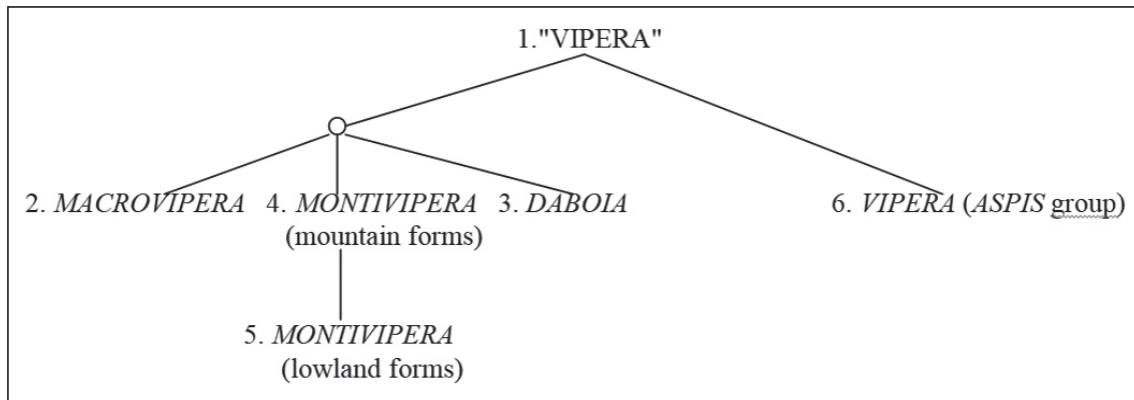 1."VIPERA"
2. MACROVIPERA 4. MONTIVIPERA 3. DABOIA 6. VIPERA (ASPIS group)
(mountain forms)
5. MONTIVIPERA
(lowland forms)